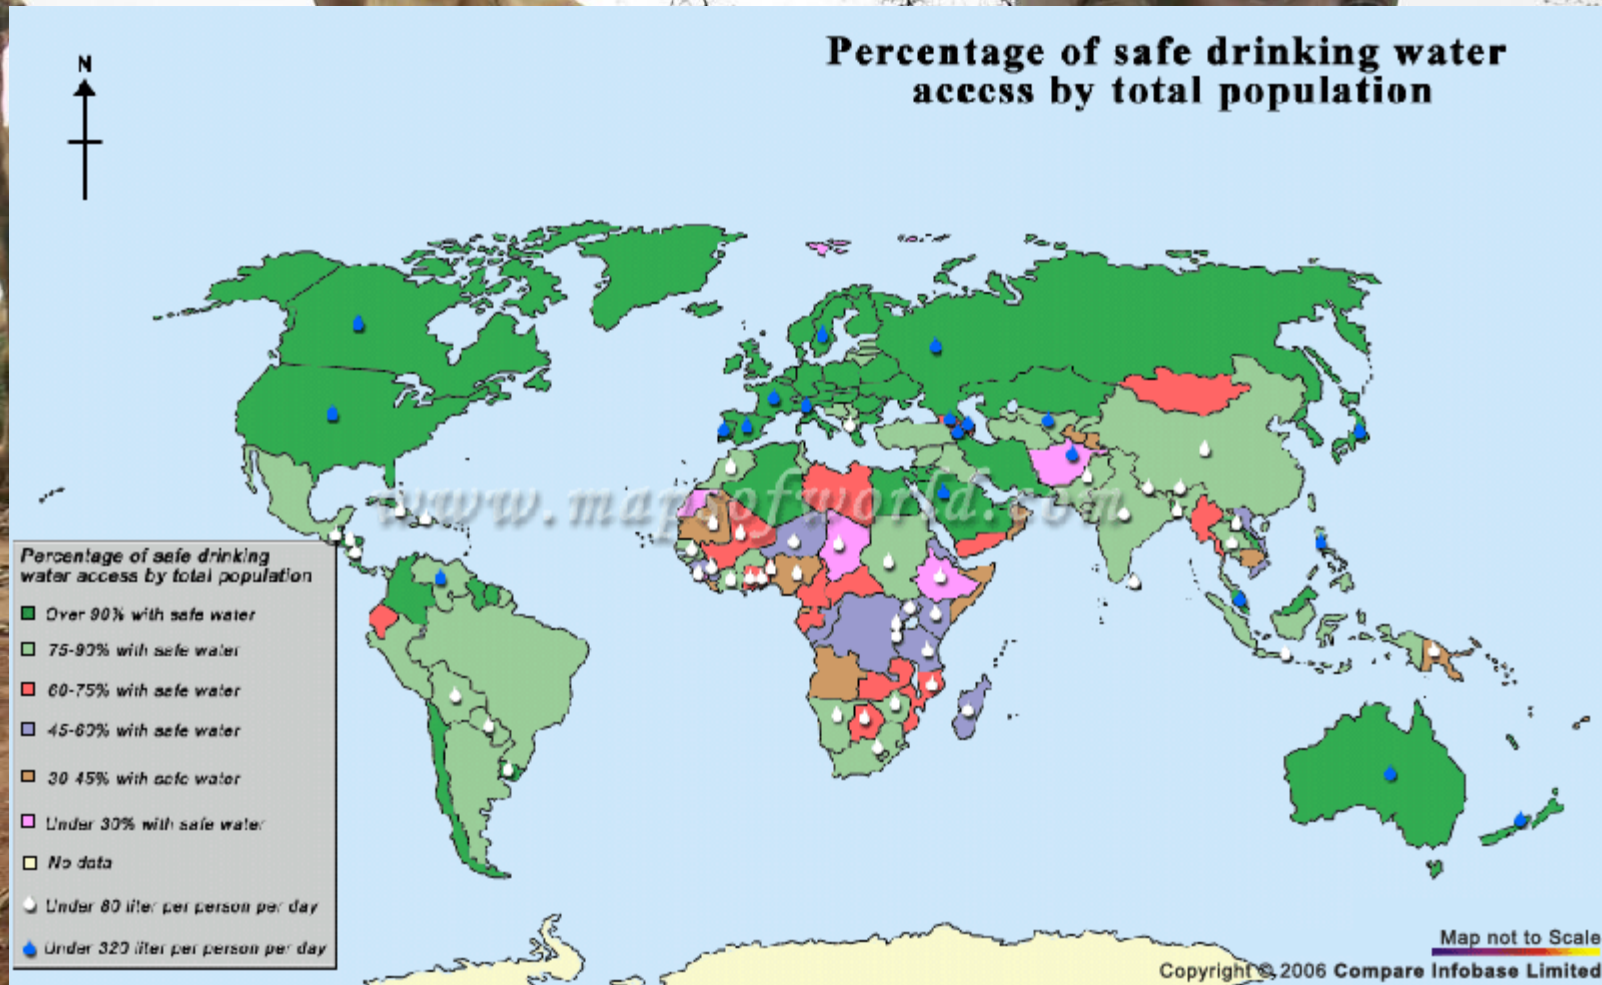 Percentage of safe drinking water
access by total population
N
www.mapsofworld.com
Percentage of safe drinking
water access by total population
Over 90% with safe water
75-90% with safe water
60-75% with safe water
45-60% with safe water
30-45% with safe water
Under 30% with safe water
No data
Under 80 liter per person per day
Under 320 liter per person per day
Map not to Scale
Copyright © 2006 Compare Infobase Limited